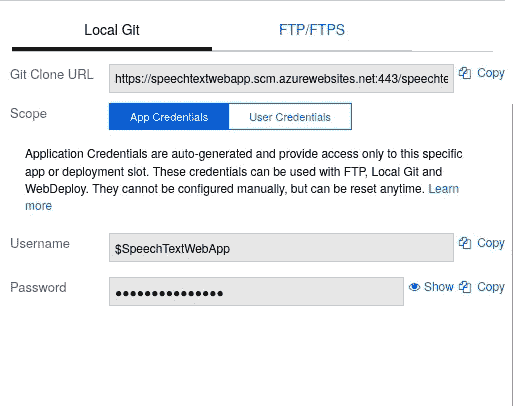 Local Git FTP/FTPS
Git Clone URL https://speechtextwebapp.scm.azurewebsites.net:443/speechte Copy
Scope App Credentials User Credentials
Application Credentials are auto-generated and provide access only to this specific
app or deployment slot. These credentials can be used with FTP, Local Git and
WebDeploy. They cannot be configured manually, but can be reset anytime. Learn
more
Username $SpeechTextWebApp Copy
Password ●●●●●●●●●●●●●●● Show Copy